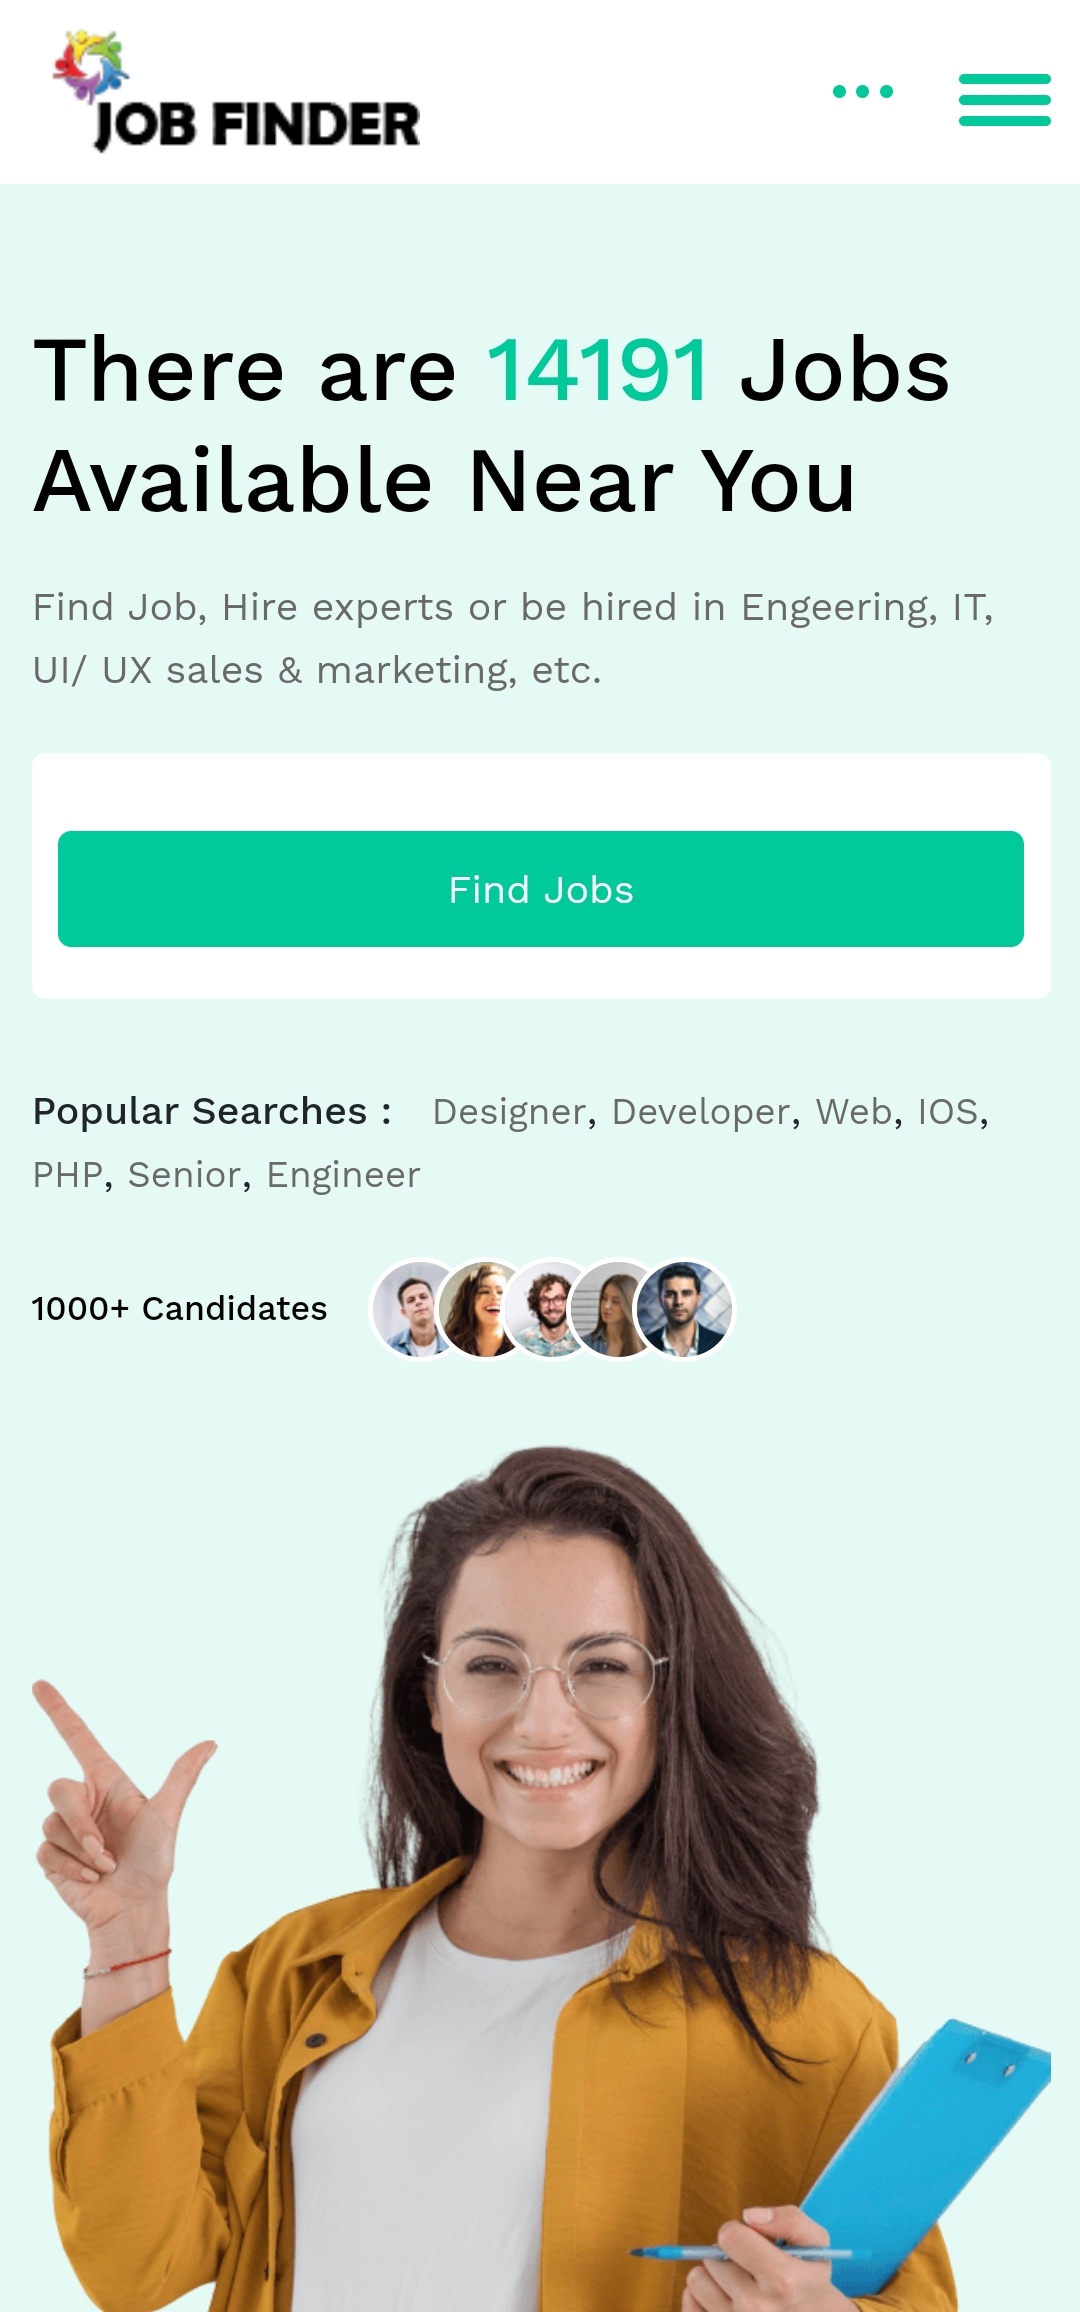 JOB FINDER
There are 14191 Jobs
Available Near You
Find Job, Hire experts or be hired in Engeering, IT,
UI/ UX sales & marketing, etc.
Find Jobs
Popular Searches : Designer, Developer, Web, IOS,
PHP, Senior, Engineer
1000+ Candidates